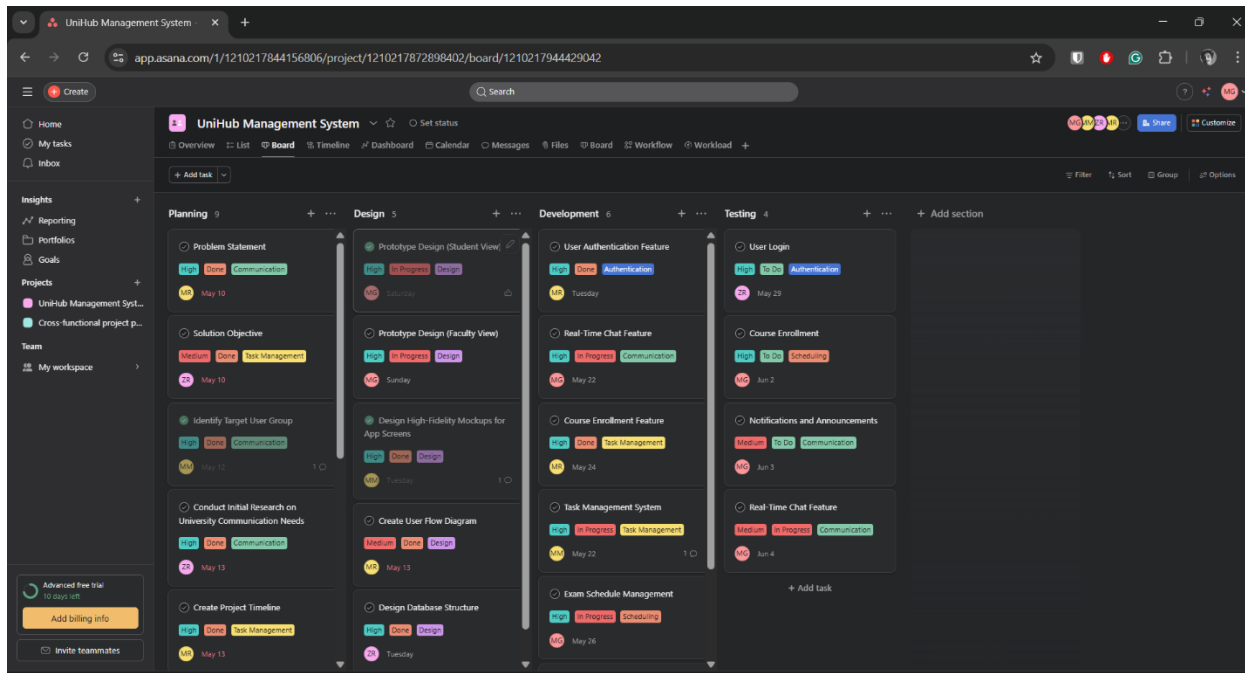 UniHub Management System -
app.asana.com/1/1210217844156806/project/1210217872898402/board/1210217944429042
Create
Search
?
MG
Home
My tasks
Inbox
Insights
Reporting
Portfolios
Goals
Projects
UniHub Management Syst...
Cross-functional project p...
Team
My workspace
Advanced free trial
10 days left
Add billing info
Invite teammates
UniHub Management System
Set status
MG MM ZR MR ...
Share
Customize
Overview List Board Timeline Dashboard Calendar Messages Files Board Workflow Workload +
+ Add task
Filter Sort Group Options
Planning 9
Problem Statement
High Done Communication
MR May 10
Solution Objective
Medium Done Task Management
ZR May 10
Identify Target User Group
High Done Communication
MM May 12 1
Conduct Initial Research on
University Communication Needs
High Done Communication
ZR May 13
Create Project Timeline
High Done Task Management
MR May 13
Design 5
Prototype Design (Student View)
High In Progress Design
MG Saturday
Prototype Design (Faculty View)
High In Progress Design
MG Sunday
Design High-Fidelity Mockups for
App Screens
High Done Design
MM Tuesday 1
Create User Flow Diagram
Medium Done Design
MR May 13
Design Database Structure
High Done Design
ZR Tuesday
Development 6
User Authentication Feature
High Done Authentication
MR Tuesday
Real-Time Chat Feature
High In Progress Communication
MG May 22
Course Enrollment Feature
High Done Task Management
MR May 24
Task Management System
High In Progress Task Management
MM May 22 1
Exam Schedule Management
High In Progress Scheduling
MG May 26
Testing 4
User Login
High To Do Authentication
ZR May 29
Course Enrollment
High To Do Scheduling
MG Jun 2
Notifications and Announcements
Medium To Do Communication
MG Jun 3
Real-Time Chat Feature
Medium In Progress Communication
MG Jun 4
+ Add task
+ Add section